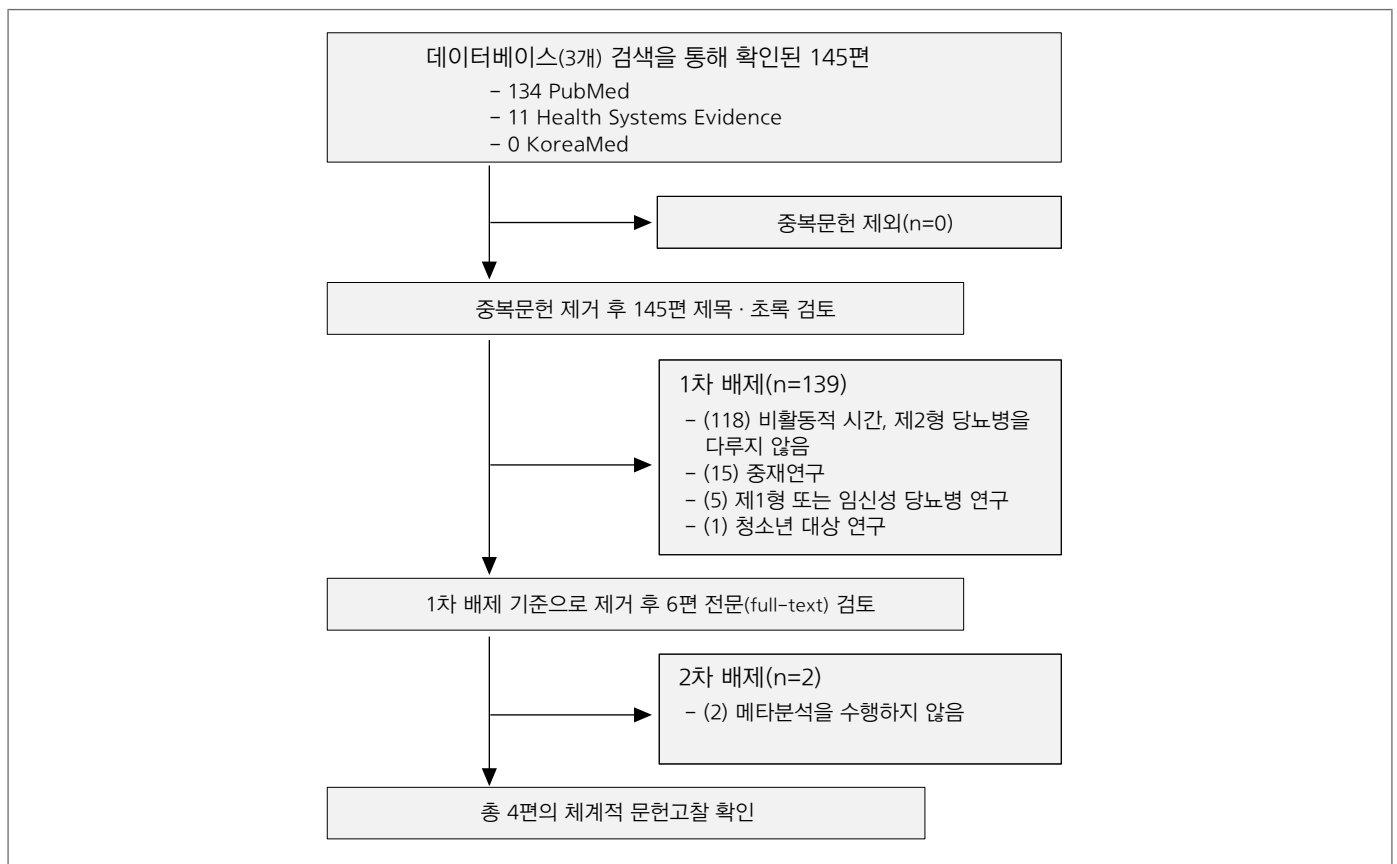 데이터베이스(3개) 검색을 통해 확인된 145편
– 134 PubMed
– 11 Health Systems Evidence
– 0 KoreaMed
중복문헌 제외(n=0)
중복문헌 제거 후 145편 제목 · 초록 검토
1차 배제(n=139)
– (118) 비활동적 시간, 제2형 당뇨병을
다루지 않음
– (15) 중재연구
– (5) 제1형 또는 임신성 당뇨병 연구
– (1) 청소년 대상 연구
1차 배제 기준으로 제거 후 6편 전문(full-text) 검토
2차 배제(n=2)
– (2) 메타분석을 수행하지 않음
총 4편의 체계적 문헌고찰 확인